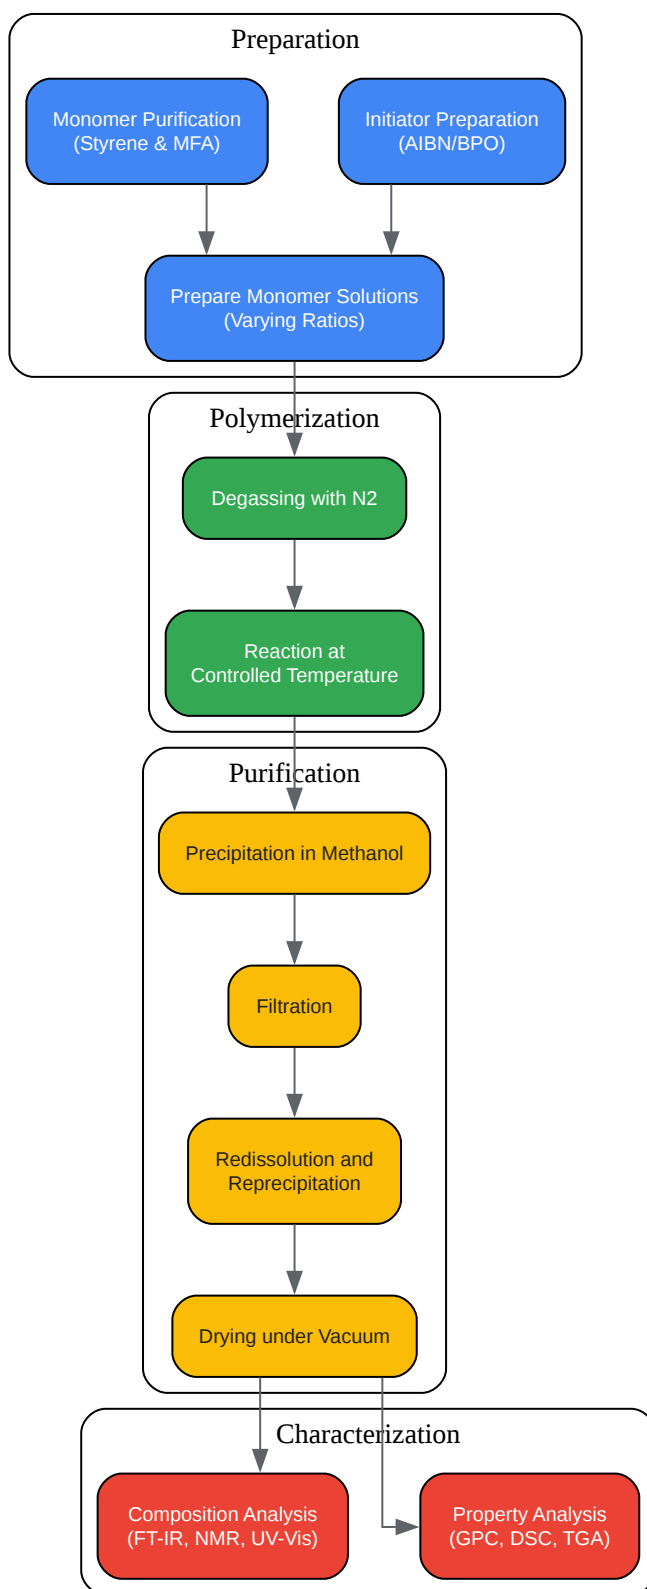 Preparation
Monomer Purification
(Styrene & MFA)
Initiator Preparation
(AIBN/BPO)
Prepare Monomer Solutions
(Varying Ratios)
Polymerization
Degassing with N2
Reaction at
Controlled Temperature
Purification
Precipitation in Methanol
Filtration
Redissolution and
Reprecipitation
Drying under Vacuum
Characterization
Composition Analysis
(FT-IR, NMR, UV-Vis)
Property Analysis
(GPC, DSC, TGA)